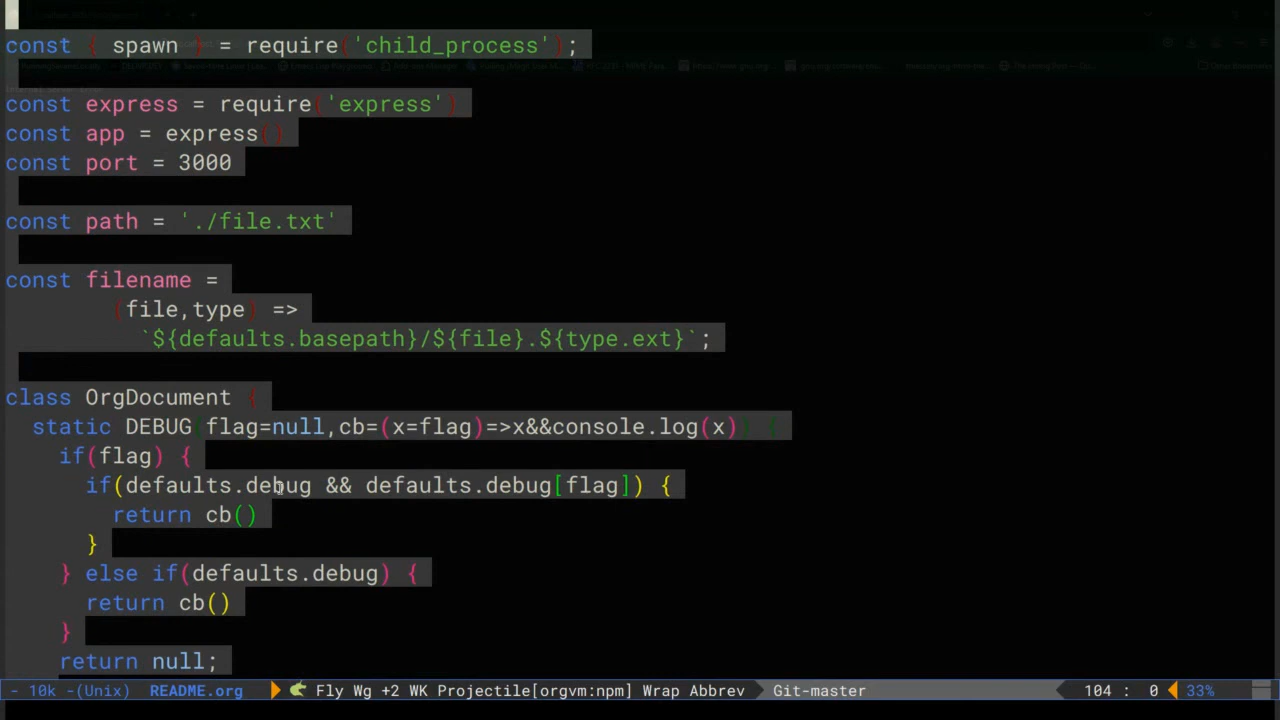 const { spawn } = require('child_process');
const express = require('express')
const app = express()
const port = 3000
const path = './file.txt'
const filename =
(file,type) =>
`${defaults.basepath}/${file}.${type.ext}`;
class OrgDocument {
static DEBUG(flag=null,cb=(x=flag)=>x&&console.log(x)) {
if(flag) {
if(defaults.debug && defaults.debug[flag]) {
return cb()
}
} else if(defaults.debug) {
return cb()
}
return null;
- 10k -(Unix) README.org Fly Wg +2 WK Projectile[orgvm:npm] Wrap Abbrev Git-master 104 : 0 33%